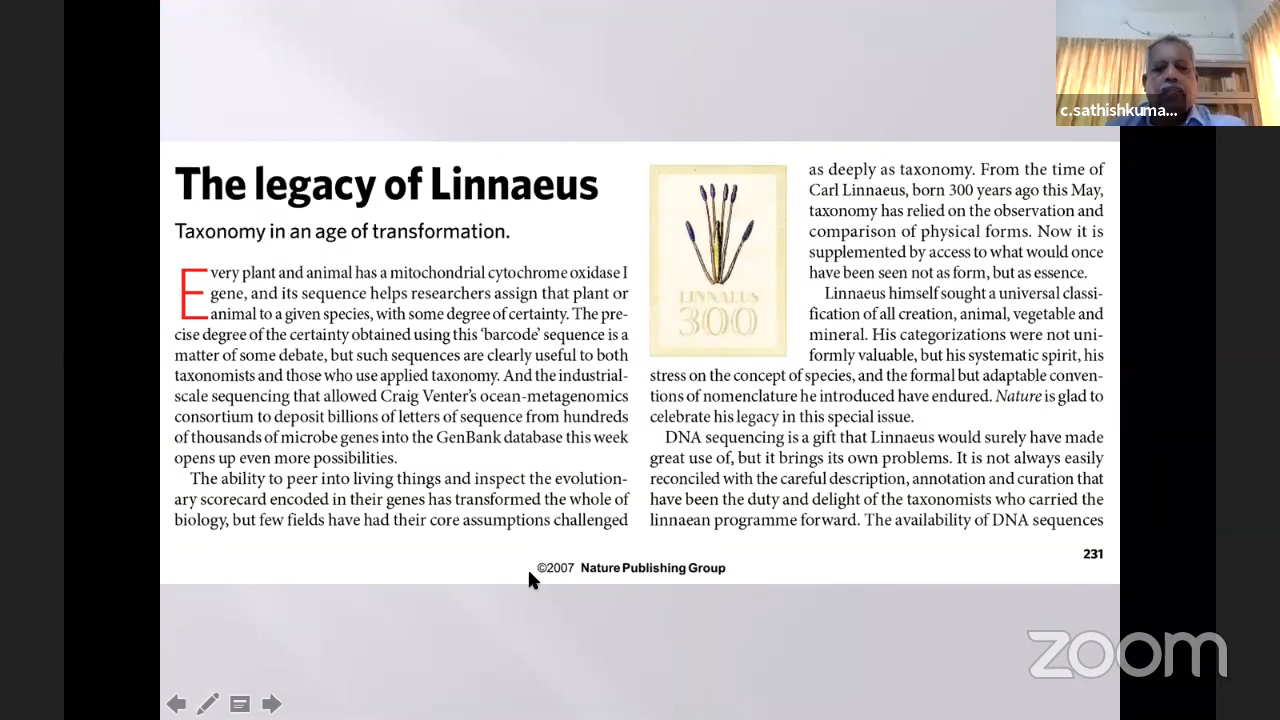 c.sathishkuma...
The legacy of Linnaeus
Taxonomy in an age of transformation.
Every plant and animal has a mitochondrial cytochrome oxidase I
gene, and its sequence helps researchers assign that plant or
animal to a given species, with some degree of certainty. The pre-
cise degree of the certainty obtained using this ‘barcode’ sequence is a
matter of some debate, but such sequences are clearly useful to both
taxonomists and those who use applied taxonomy. And the industrial-
scale sequencing that allowed Craig Venter’s ocean-metagenomics
consortium to deposit billions of letters of sequence from hundreds
of thousands of microbe genes into the GenBank database this week
opens up even more possibilities.
The ability to peer into living things and inspect the evolution-
ary scorecard encoded in their genes has transformed the whole of
biology, but few fields have had their core assumptions challenged
LINNAEUS
300
as deeply as taxonomy. From the time of
Carl Linnaeus, born 300 years ago this May,
taxonomy has relied on the observation and
comparison of physical forms. Now it is
supplemented by access to what would once
have been seen not as form, but as essence.
Linnaeus himself sought a universal classi-
fication of all creation, animal, vegetable and
mineral. His categorizations were not uni-
formly valuable, but his systematic spirit, his
stress on the concept of species, and the formal but adaptable conven-
tions of nomenclature he introduced have endured. Nature is glad to
celebrate his legacy in this special issue.
DNA sequencing is a gift that Linnaeus would surely have made
great use of, but it brings its own problems. It is not always easily
reconciled with the careful description, annotation and curation that
have been the duty and delight of the taxonomists who carried the
linnaean programme forward. The availability of DNA sequences
231
©2007 Nature Publishing Group
zoom